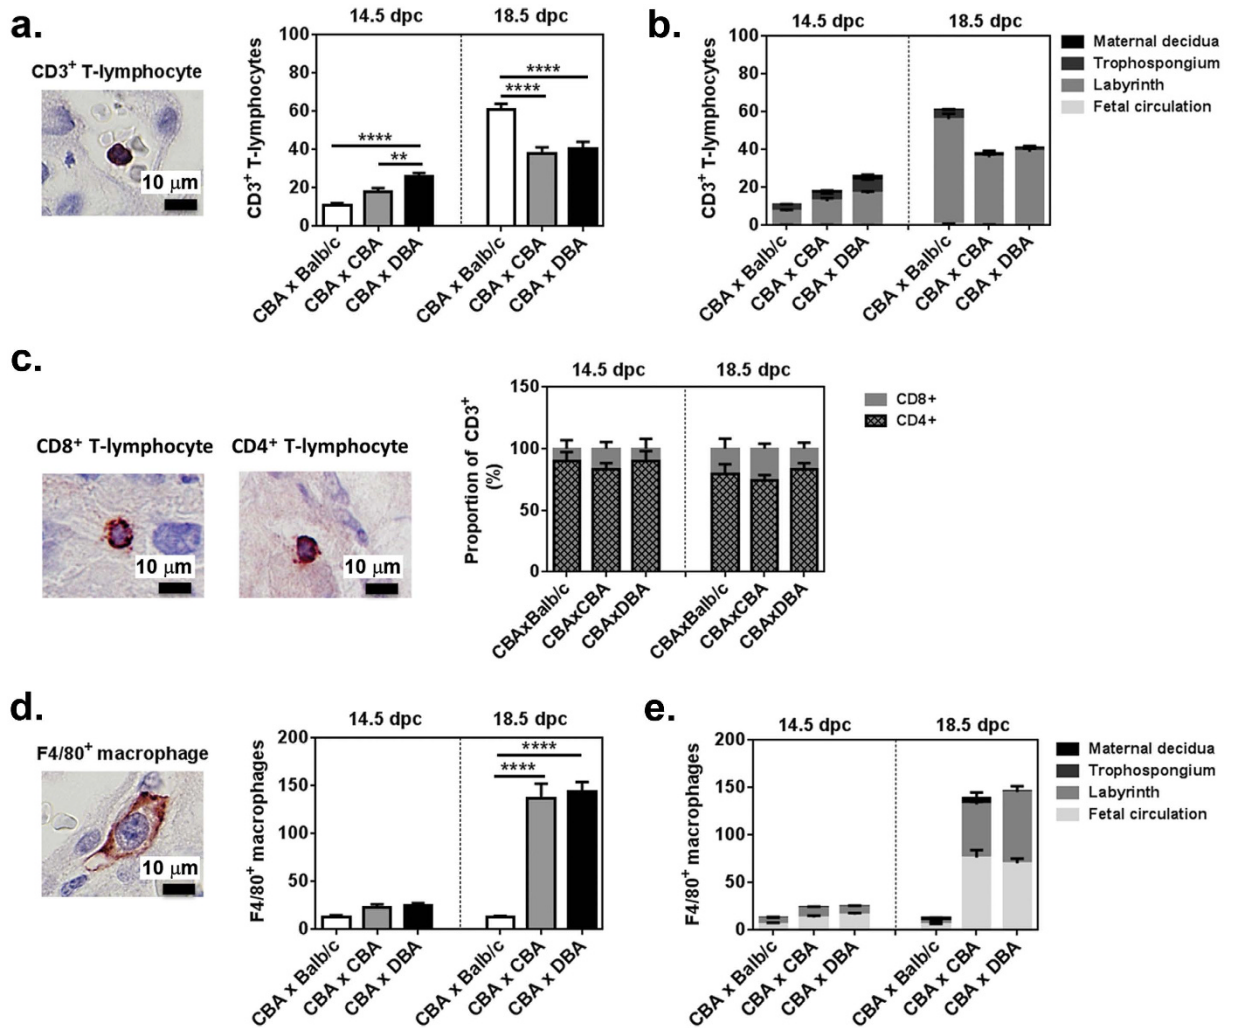 a.
CD3+ T-lymphocyte
10 μm
14.5 dpc
18.5 dpc
CD3+ T-lymphocytes
100
80
60
40
20
0
****
**
****
****
CBA x Balb/c
CBA x CBA
CBA x DBA
CBA x Balb/c
CBA x CBA
CBA x DBA
b.
14.5 dpc
18.5 dpc
CD3+ T-lymphocytes
100
80
60
40
20
0
CBA x Balb/c
CBA x CBA
CBA x DBA
CBA x Balb/c
CBA x CBA
CBA x DBA
Maternal decidua
Trophospongium
Labyrinth
Fetal circulation
c.
CD8+ T-lymphocyte
10 μm
CD4+ T-lymphocyte
10 μm
14.5 dpc
18.5 dpc
Proportion of CD3+
(%)
150
100
50
0
CBAxBalb/c
CBAxCBA
CBAxDBA
CBAxBalb/c
CBAxCBA
CBAxDBA
CD8+
CD4+
d.
F4/80+ macrophage
10 μm
14.5 dpc
18.5 dpc
F4/80+ macrophages
200
150
100
50
0
****
****
CBA x Balb/c
CBA x CBA
CBA x DBA
CBA x Balb/c
CBA x CBA
CBA x DBA
e.
14.5 dpc
18.5 dpc
F4/80+ macrophages
200
150
100
50
0
CBA x Balb/c
CBA x CBA
CBA x DBA
CBA x Balb/c
CBA x CBA
CBA x DBA
Maternal decidua
Trophospongium
Labyrinth
Fetal circulation